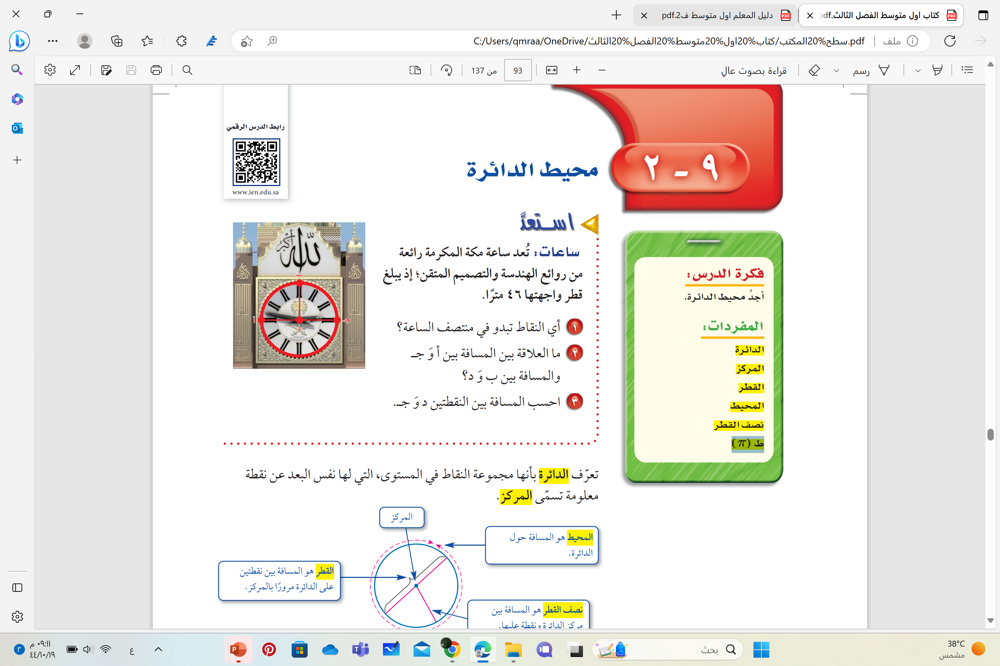 كتاب اول متوسط الفصل الثالث.pdf
دليل المعلم اول متوسط ف2.pdf
ملف
C:/Users/qmraa/OneDrive/سطح%20المكتب/كتاب%20اول%20متوسط%20الفصل%20الثالث.pdf
رسم
قراءة بصوت عالٍ
93
من 137
٩ - ٢
محيط الدائرة
رابط الدرس الرقمي
www.ien.edu.sa
فكرة الدرس:
أجدُ محيط الدائرة.
المفردات:
الدائرة
المركز
القطر
المحيط
نصف القطر
ط (π)
استعدَّ
ساعات: تُعد ساعة مكة المكرمة رائعة
من روائع الهندسة والتصميم المتقن؛ إذ يبلغ
قطر واجهتها ٤٦ مترًا.
١ أي النقاط تبدو في منتصف الساعة؟
٢ ما العلاقة بين المسافة بين أ وَ جـ
والمسافة بين ب وَ د؟
٣ احسب المسافة بين النقطتين د وَ جـ.
الله أكبر
ب
جـ
أ
د
تعرّف الدائرة بأنها مجموعة النقاط في المستوى، التي لها نفس البعد عن نقطة
معلومة تسمّى المركز.
المركز
المحيط هو المسافة حول
الدائرة.
القطر هو المسافة بين نقطتين
على الدائرة مرورًا بالمركز.
نصف القطر هو المسافة بين
مركز الدائرة ونقطة عليها.
38°C
مشمس
بحث
ع
٠٩:١١ م
٤٤/١٠/١٩
٣